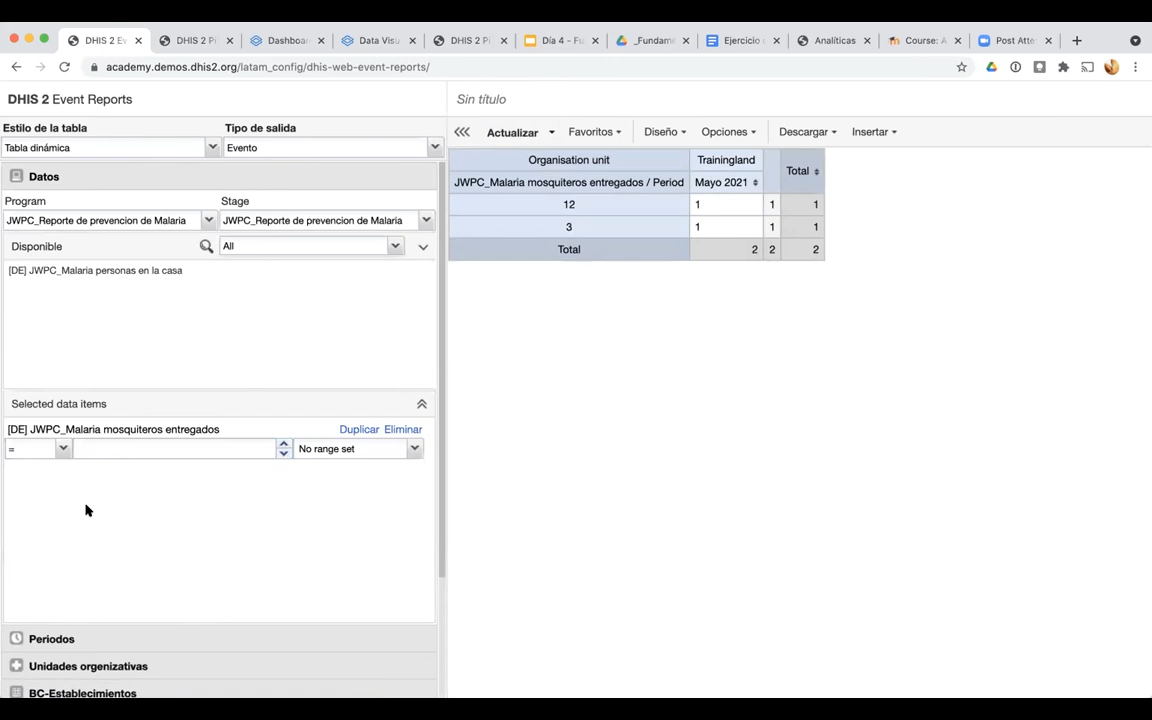 DHIS 2 Ev
DHIS 2 Pi
Dashboar
Data Visu
DHIS 2 Pi
Día 4 - Fu
_Fundam
Ejercicio
Analíticas
Course: A
Post Atte
academy.demos.dhis2.org/latam_config/dhis-web-event-reports/
DHIS 2 Event Reports
Sin título
Estilo de la tabla
Tipo de salida
Tabla dinámica
Evento
Actualizar
Favoritos
Diseño
Opciones
Descargar
Insertar
Datos
Program
Stage
JWPC_Reporte de prevencion de Malaria
JWPC_Reporte de prevencion de Malaria
Disponible
All
[DE] JWPC_Malaria personas en la casa
Selected data items
[DE] JWPC_Malaria mosquiteros entregados
Duplicar Eliminar
=
No range set
Periodos
Unidades organizativas
BC-Establecimientos
Organisation unit
Trainingland
Total
JWPC_Malaria mosquiteros entregados / Period
Mayo 2021
12 1 1 1
3 1 1 1
Total 2 2 2